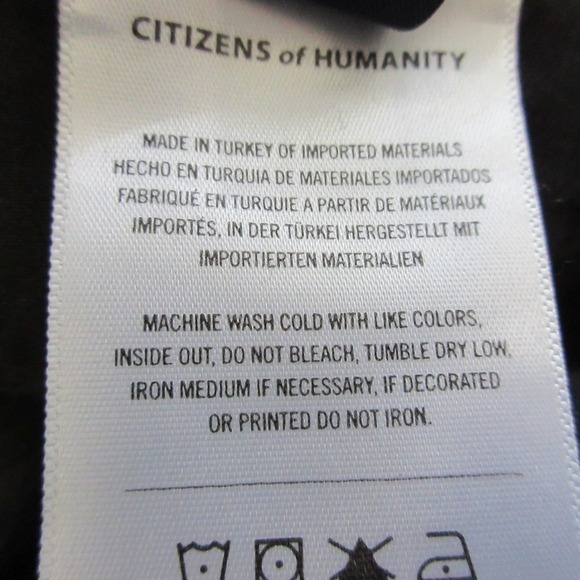 CITIZENS of HUMANITY
MADE IN TURKEY OF IMPORTED MATERIALS
HECHO EN TURQUIA DE MATERIALES IMPORTADOS
FABRIQUÉ EN TURQUIE A PARTIR DE MATÉRIAUX
IMPORTÉS, IN DER TÜRKEI HERGESTELLT MIT
IMPORTIERTEN MATERIALIEN
MACHINE WASH COLD WITH LIKE COLORS,
INSIDE OUT, DO NOT BLEACH, TUMBLE DRY LOW,
IRON MEDIUM IF NECESSARY, IF DECORATED
OR PRINTED DO NOT IRON.